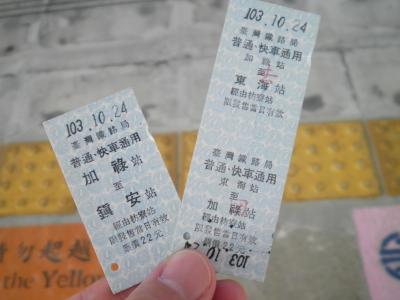 103.10.24
臺灣鐵路局
普通・快車通用
加祿站
至
鎮安站
經由枋寮站
限發售當日有效
票價22元
103.10.24
臺灣鐵路局
普通・快車通用
加祿站
至
東海站
經由枋寮站
限發售當日有效
臺灣鐵路局
普通・快車通用
東海站
至
加祿站
經由枋寮站
限發售當日有效
103.10
請勿超越
the Yellow